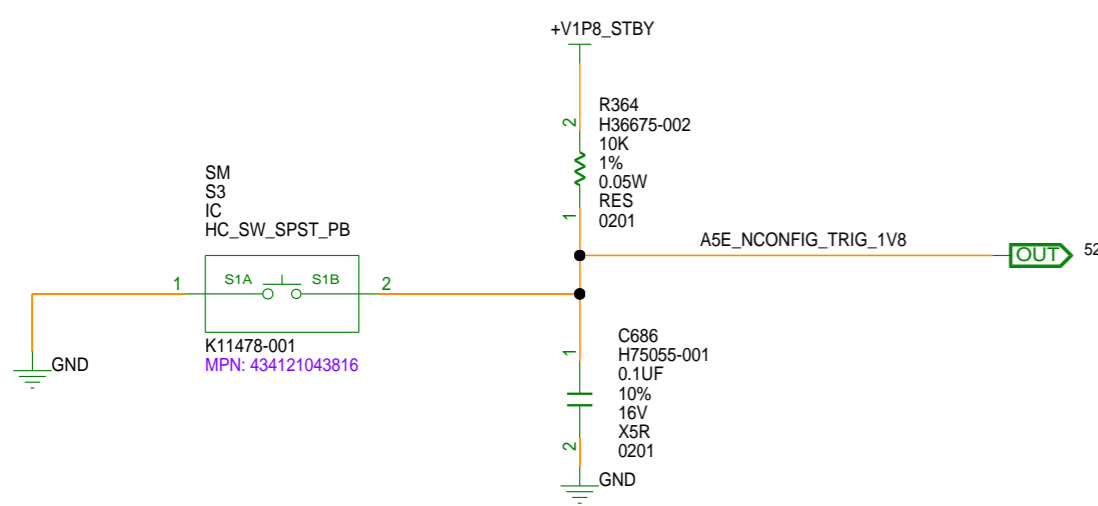 +V1P8_STBY
R364
H36675-002
10K
1%
0.05W
RES
0201
2
1
SM
S3
IC
HC_SW_SPST_PB
S1A
S1B
1
2
K11478-001
MPN: 434121043816
GND
A5E_NCONFIG_TRIG_1V8
OUT
52
C686
H75055-001
0.1UF
10%
16V
X5R
0201
1
2
GND